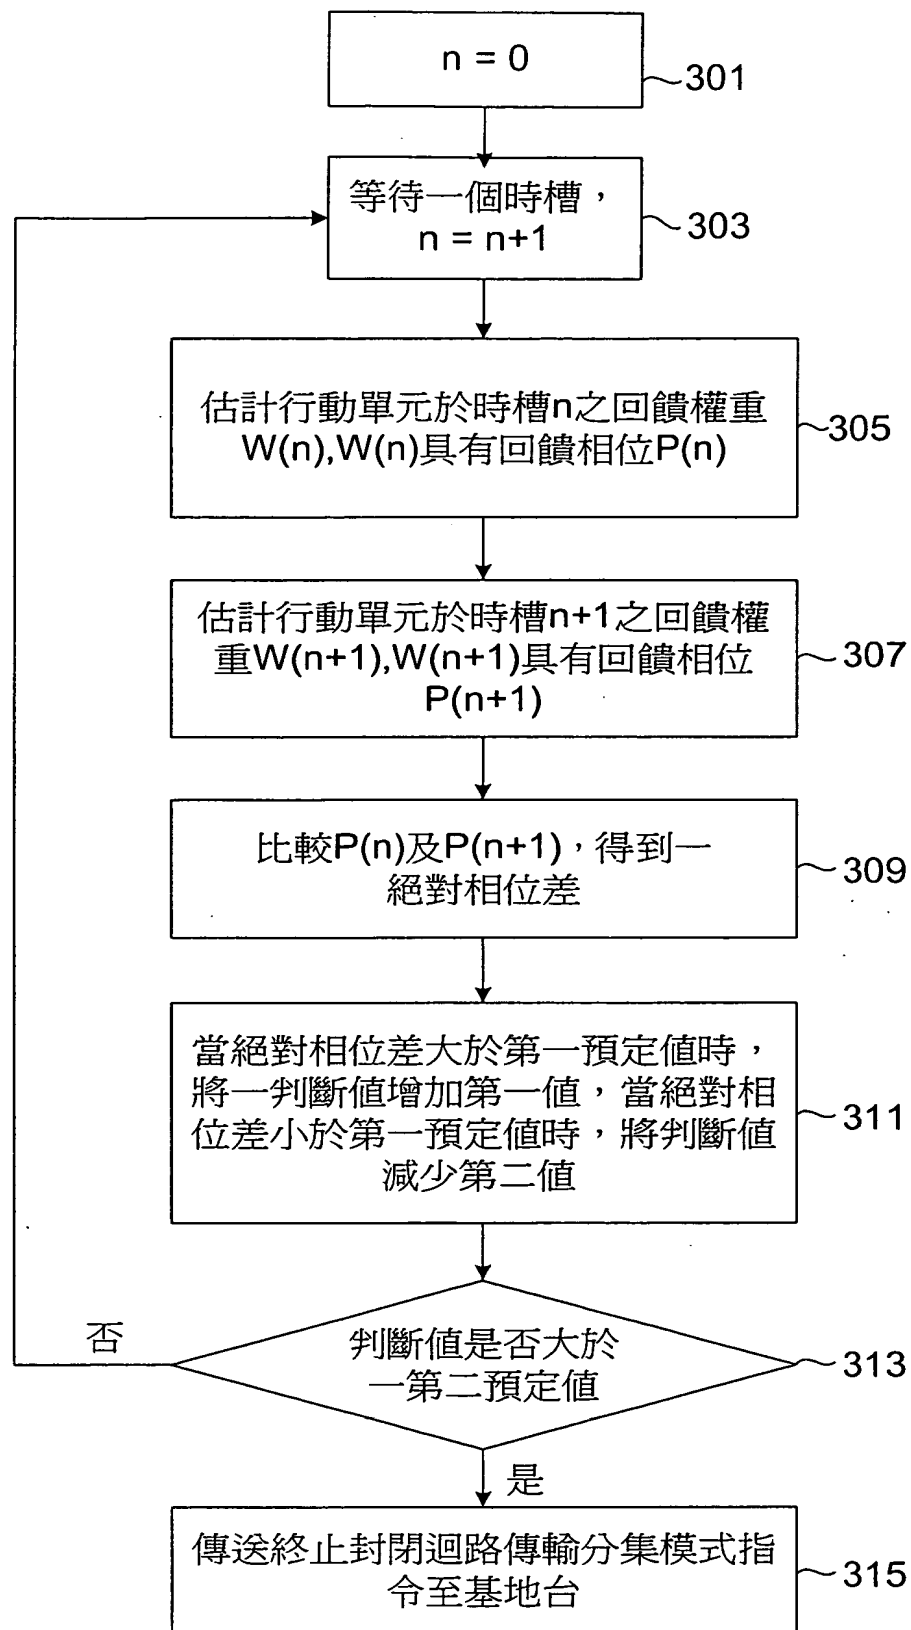 n = 0
301
等待一個時槽，
n = n+1
303
估計行動單元於時槽n之回饋權重
W(n),W(n)具有回饋相位P(n)
305
估計行動單元於時槽n+1之回饋權
重W(n+1),W(n+1)具有回饋相位
P(n+1)
307
比較P(n)及P(n+1)，得到一
絕對相位差
309
當絕對相位差大於第一預定值時，
將一判斷值增加第一值，當絕對相
位差小於第一預定值時，將判斷值
減少第二值
311
否
判斷值是否大於
一第二預定值
313
是
傳送終止封閉迴路傳輸分集模式指
令至基地台
315